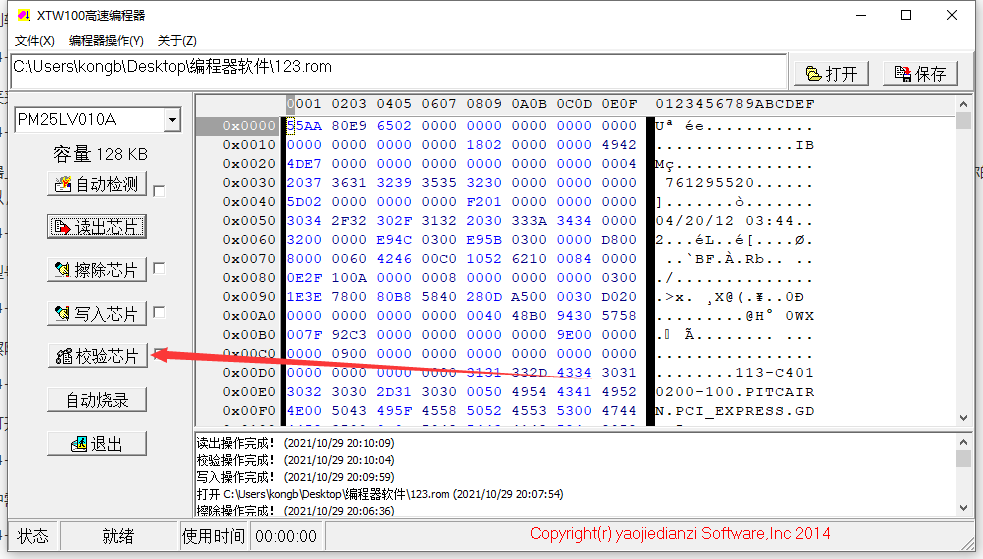 XTW100高速编程器
文件(X) 编程器操作(Y) 关于(Z)
C:\Users\kongb\Desktop\编程器软件\123.rom
打开
保存
PM25LV010A
容量 128 KB
自动检测
读出芯片
擦除芯片
写入芯片
校验芯片
自动烧录
退出
0001 0203 0405 0607 0809 0A0B 0C0D 0E0F 0123456789ABCDEF
0x0000 55AA 80E9 6502 0000 0000 0000 0000 0000 Uª ée...........
0x0010 0000 0000 0000 0000 1802 0000 0000 4942 ..............IB
0x0020 4DE7 0000 0000 0000 0000 0000 0000 0004 Mç..............
0x0030 2037 3631 3239 3535 3230 0000 0000 0000 761295520......
0x0040 5D02 0000 0000 0000 F201 0000 0000 0000 ].......ò.......
0x0050 3034 2F32 302F 3132 2030 333A 3434 0000 04/20/12 03:44..
0x0060 3200 0000 E94C 0300 E95B 0300 0000 D800 2...éL..é[....Ø.
0x0070 8000 0060 4246 00C0 1052 6210 0084 0000 ..`BF.À.Rb.. ..
0x0080 0E2F 100A 0000 0008 0000 0000 0000 0300 ./..............
0x0090 1E3E 7800 80B8 5840 280D A500 0030 D020 .>x. ¸X@(.¥..0Ð
0x00A0 0000 0000 0000 0000 0040 48B0 9430 5758 .........@H° 0WX
0x00B0 007F 92C3 0000 0000 0000 0000 9E00 0000 0000 . Ã........ ...
0x00C0 0000 0900 0000 0000 0000 0000 0000 0000 ................
0x00D0 0000 0000 0000 0000 3131 332D 4334 3031 ........113-C401
0x00E0 3032 3030 2D31 3030 0050 4954 4341 4952 0200-100.PITCAIR
0x00F0 4E00 5043 495F 4558 5052 4553 5300 4744 N.PCI_EXPRESS.GD
读出操作完成! (2021/10/29 20:10:09)
校验操作完成! (2021/10/29 20:10:04)
写入操作完成! (2021/10/29 20:09:59)
打开 C:\Users\kongb\Desktop\编程器软件\123.rom (2021/10/29 20:07:54)
擦除操作完成! (2021/10/29 20:06:36)
状态 就绪 使用时间 00:00:00 Copyright(r) yaojiedianzi Software,Inc 2014